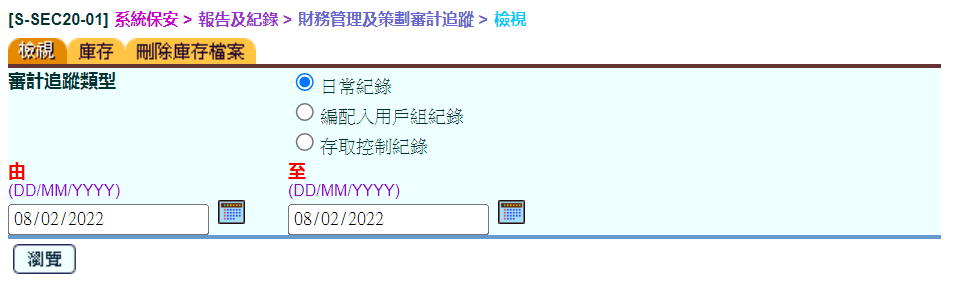 [S-SEC20-01] 系統保安 > 報告及紀錄 > 財務管理及策劃審計追蹤 > 檢視
檢視 庫存 刪除庫存檔案
審計追蹤類型
日常紀錄
編配入用戶組紀錄
存取控制紀錄
由 至
(DD/MM/YYYY) (DD/MM/YYYY)
08/02/2022 08/02/2022
瀏覽